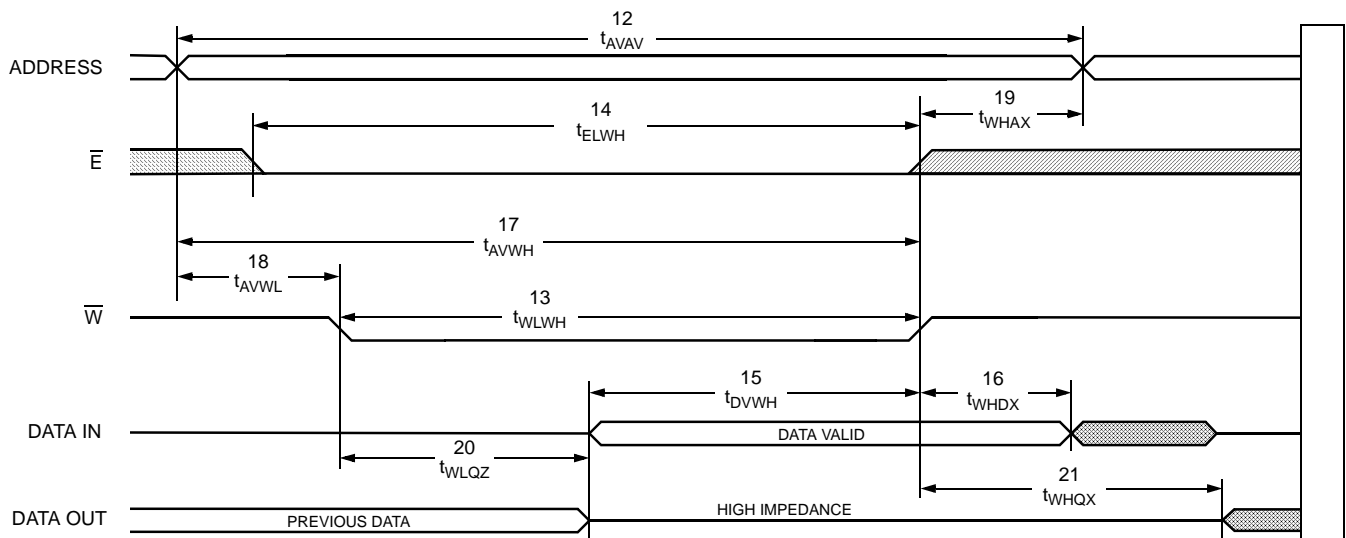 12
tAVAV
ADDRESS
19
tWHAX
14
tELWH
E̅
17
tAVWH
18
tAVWL
13
tWLWH
W̅
15
tDVWH
16
tWHDX
DATA IN
DATA VALID
20
tWLQZ
21
tWHQX
DATA OUT
PREVIOUS DATA
HIGH IMPEDANCE